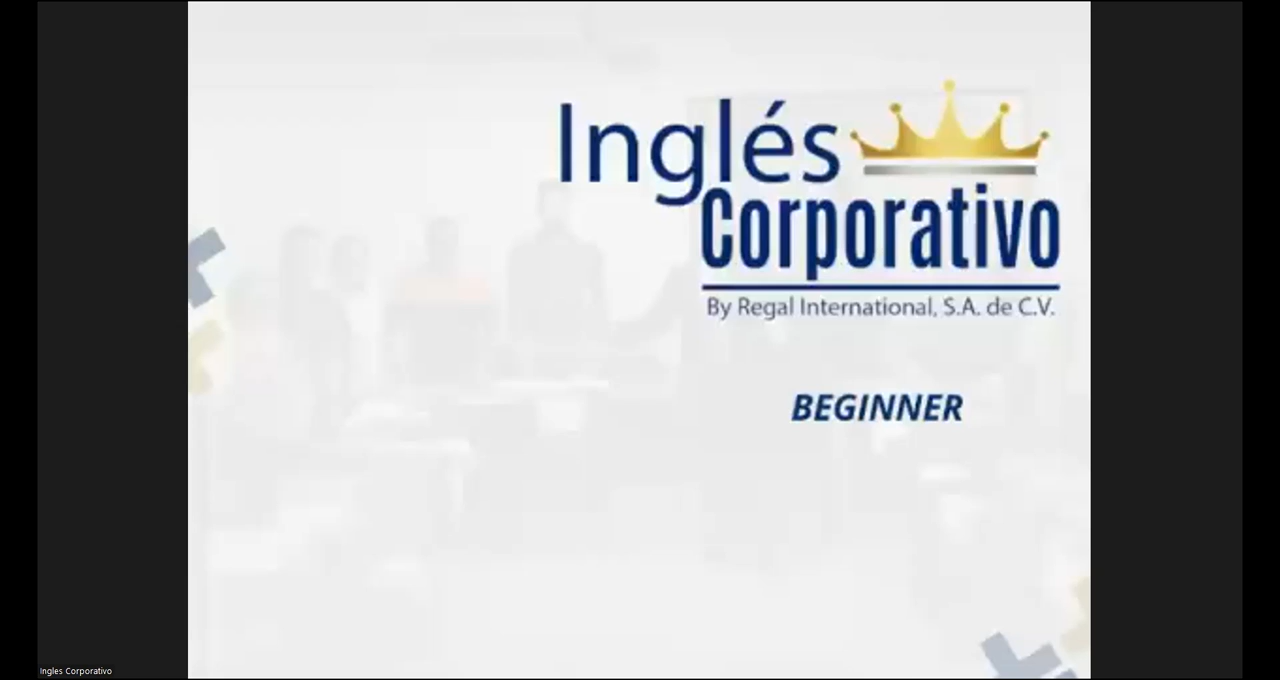 Inglés
Corporativo
By Regal International, S.A. de C.V.
BEGINNER
Ingles Corporativo